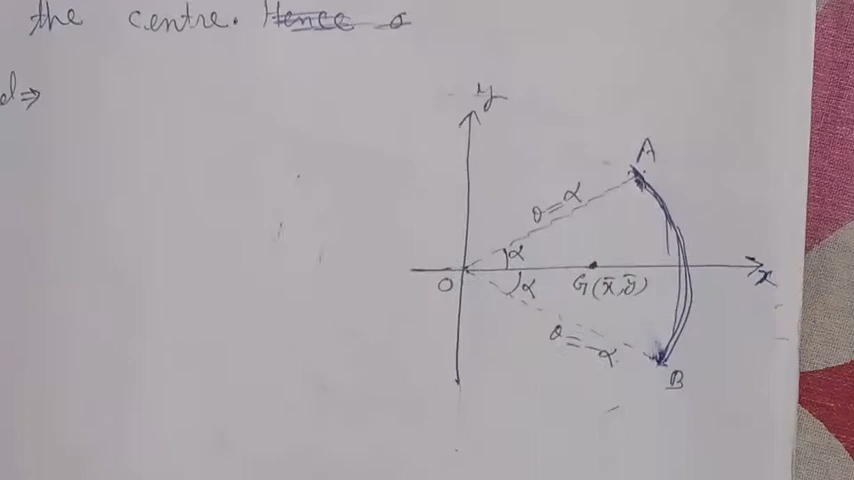 the centre. Hence
d⇒
y
A
θ=α
α
O
α
G(x̄,ȳ)
x
θ=-α
B